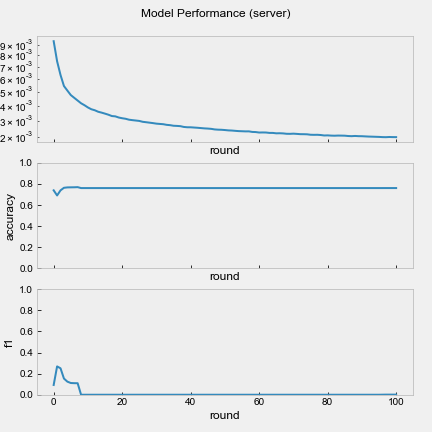 Model Performance (server)
9 × 10⁻³
8 × 10⁻³
7 × 10⁻³
6 × 10⁻³
5 × 10⁻³
4 × 10⁻³
3 × 10⁻³
2 × 10⁻³
round
1.0
0.8
0.6
0.4
0.2
0.0
accuracy
round
1.0
0.8
0.6
0.4
0.2
0.0
f1
0 20 40 60 80 100
round